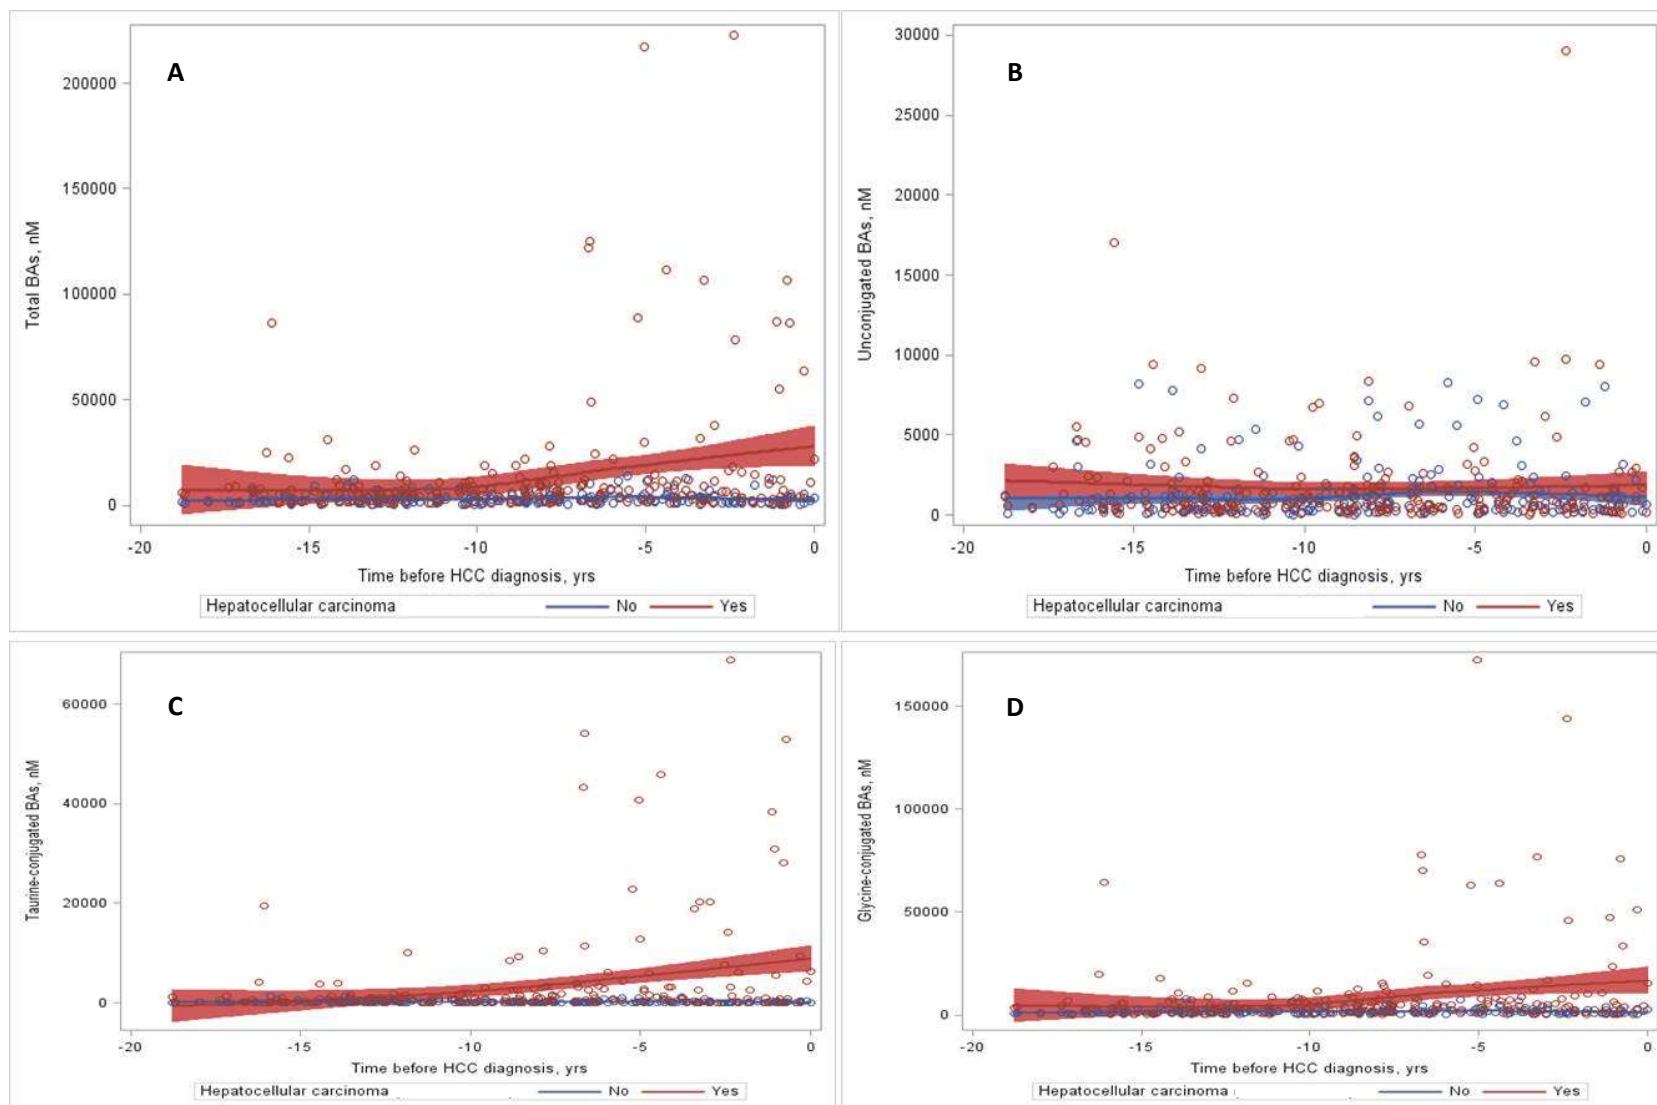 A
Total BAs, nM
200000
150000
100000
50000
0
-20 -15 -10 -5 0
Time before HCC diagnosis, yrs
Hepatocellular carcinoma No Yes
B
Unconjugated BAs, nM
30000
25000
20000
15000
10000
5000
0
-20 -15 -10 -5 0
Time before HCC diagnosis, yrs
Hepatocellular carcinoma No Yes
C
Taurine-conjugated BAs, nM
60000
40000
20000
0
-20 -15 -10 -5 0
Time before HCC diagnosis, yrs
Hepatocellular carcinoma No Yes
D
Glycine-conjugated BAs, nM
150000
100000
50000
0
-20 -15 -10 -5 0
Time before HCC diagnosis, yrs
Hepatocellular carcinoma No Yes